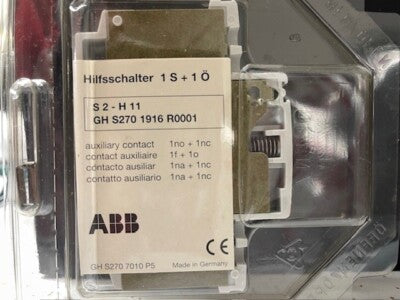 Hilfsschalter 1 S + 1 Ö
S 2 - H 11
GH S270 1916 R0001
auxiliary contact 1no + 1nc
contact auxiliaire 1f + 1o
contacto auxiliar 1na + 1nc
contatto ausiliario 1na + 1nc
ABB
CE
GH S270 7010 P5 Made in Germany